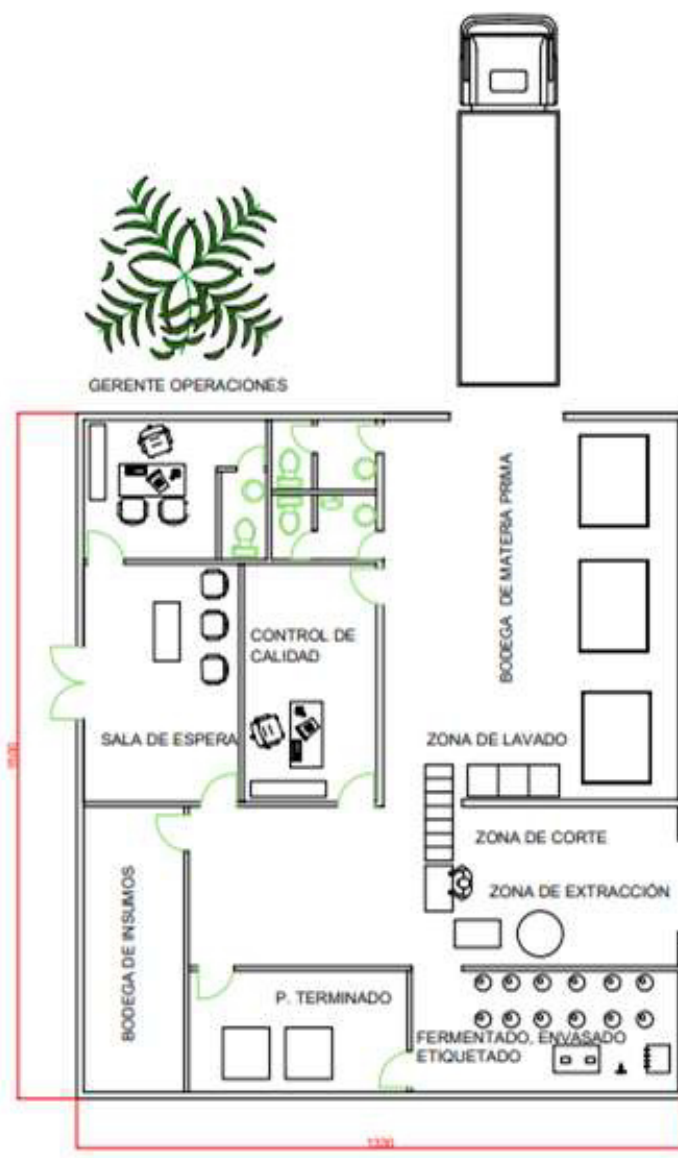 GERENTE OPERACIONES
BODEGA DE MATERIA PRIMA
CONTROL DE
CALIDAD
SALA DE ESPERA
ZONA DE LAVADO
ZONA DE CORTE
ZONA DE EXTRACCIÓN
BODEGA DE INSUMOS
P. TERMINADO
FERMENTADO, ENVASADO
ETIQUETADO